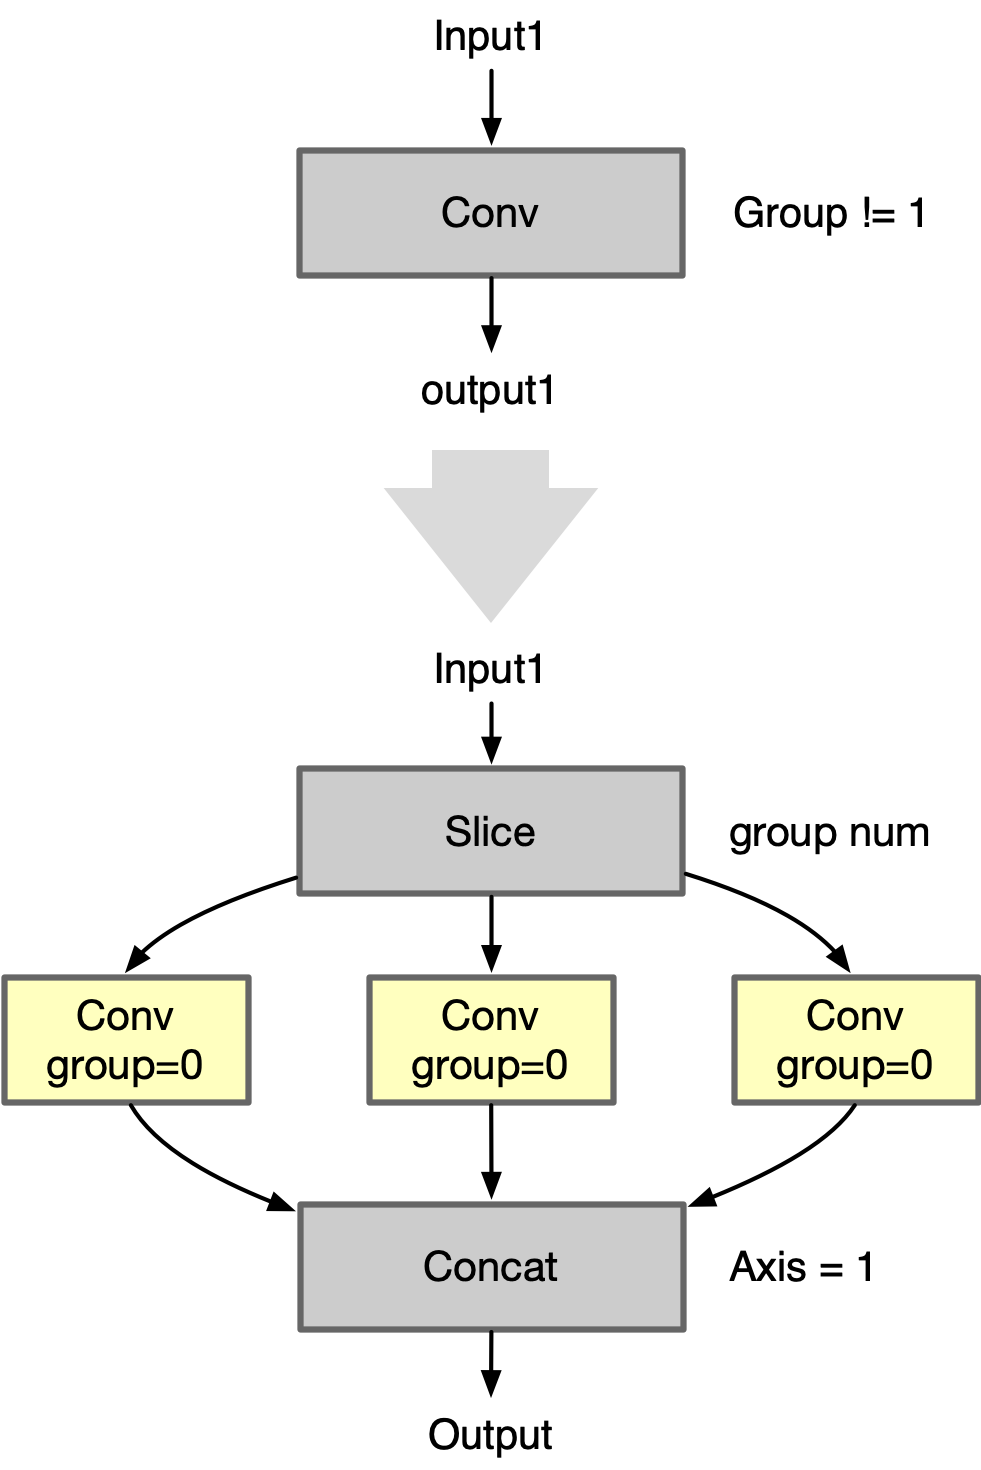 Input1
Conv
Group != 1
output1
Input1
Slice
group num
Conv
group=0
Conv
group=0
Conv
group=0
Concat
Axis = 1
Output